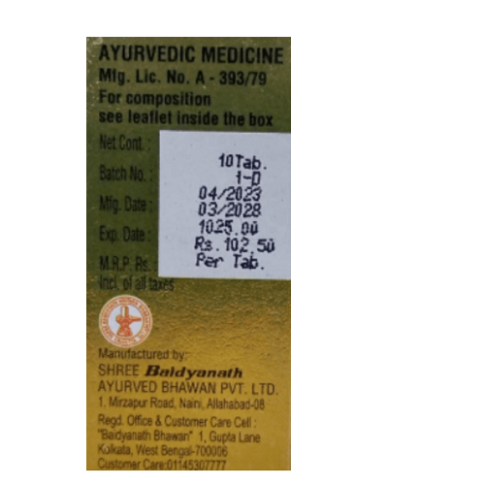 AYURVEDIC MEDICINE
Mfg. Lic. No. A - 393/79
For composition
see leaflet inside the box
Net Cont. : 10Tab.
Batch No. : 1-D
Mfg. Date : 04/2023
Exp. Date : 03/2028
M.R.P. Rs. : 1025.00
Rs.102.50
Per Tab.
Incl. of all taxes
Manufactured by:
SHREE Baidyanath
AYURVED BHAWAN PVT. LTD.
1, Mirzapur Road, Naini, Allahabad-08
Regd. Office & Customer Care Cell :
"Baidyanath Bhawan" 1, Gupta Lane
Kolkata, West Bengal-700006
Customer Care:01145307777